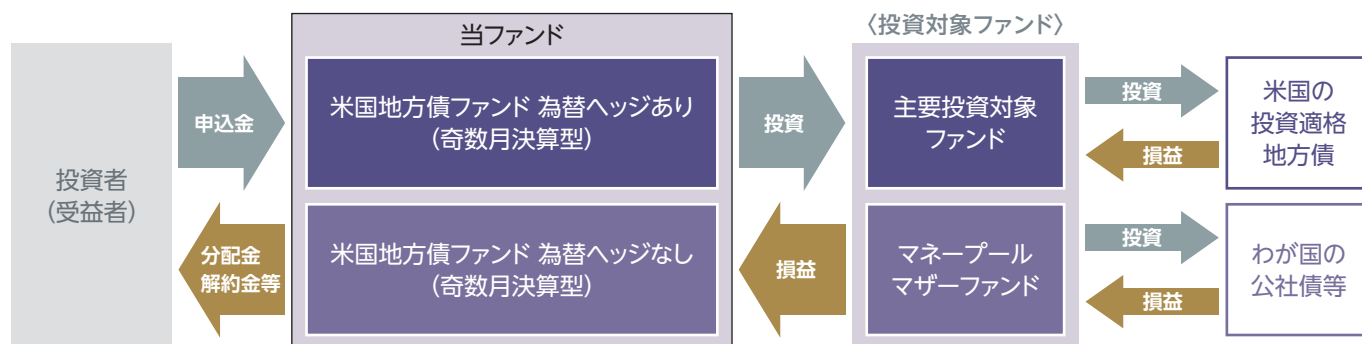 投資者
(受益者)
申込金
分配金
解約金等
当ファンド
米国地方債ファンド 為替ヘッジあり
(奇数月決算型)
米国地方債ファンド 為替ヘッジなし
(奇数月決算型)
投資
損益
〈投資対象ファンド〉
主要投資対象
ファンド
マネープール
マザーファンド
投資
損益
投資
損益
米国の
投資適格
地方債
わが国の
公社債等